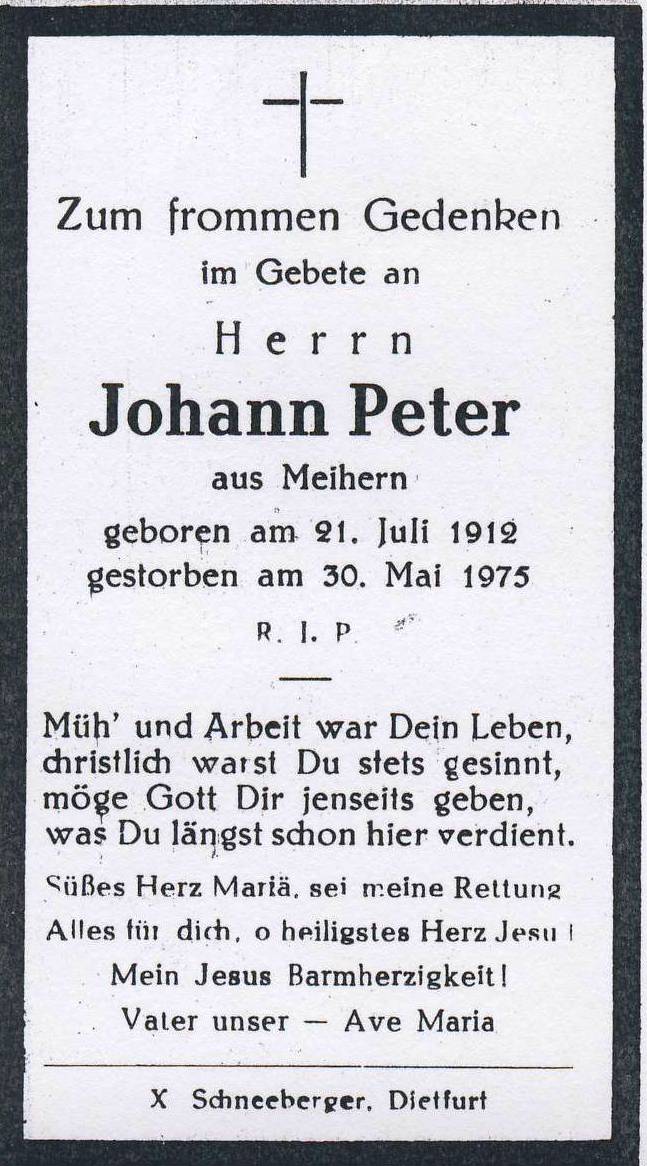 Zum frommen Gedenken
im Gebete an
Herrn
Johann Peter
aus Meihern
geboren am 21. Juli 1912
gestorben am 30. Mai 1975
R. I. P.
Müh' und Arbeit war Dein Leben,
christlich warst Du stets gesinnt,
möge Gott Dir jenseits geben,
was Du längst schon hier verdient.
Süßes Herz Mariä, sei meine Rettung
Alles für dich, o heiligstes Herz Jesu!
Mein Jesus Barmherzigkeit!
Vater unser — Ave Maria
X Schneeberger, Dietfurt